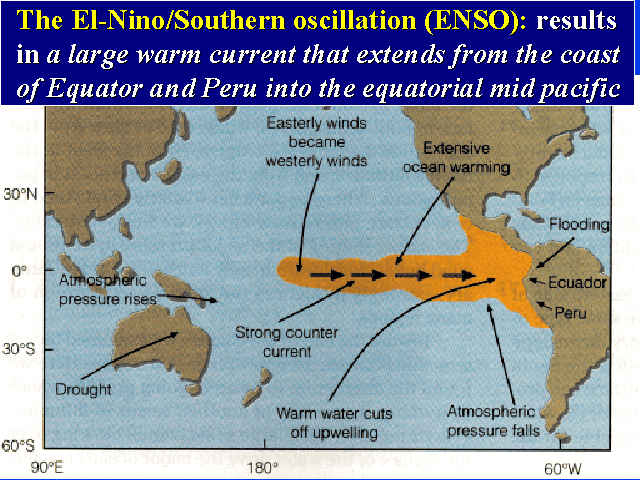 The El-Nino/Southern oscillation (ENSO): results
in a large warm current that extends from the coast
of Equator and Peru into the equatorial mid pacific
Easterly winds
became
westerly winds
Extensive
ocean warming
30°N
Flooding
0°
Atmospheric
pressure rises
Ecuador
Peru
Strong counter
current
30°S
Drought
Warm water cuts
off upwelling
Atmospheric
pressure falls
60°S
90°E
180°
60°W